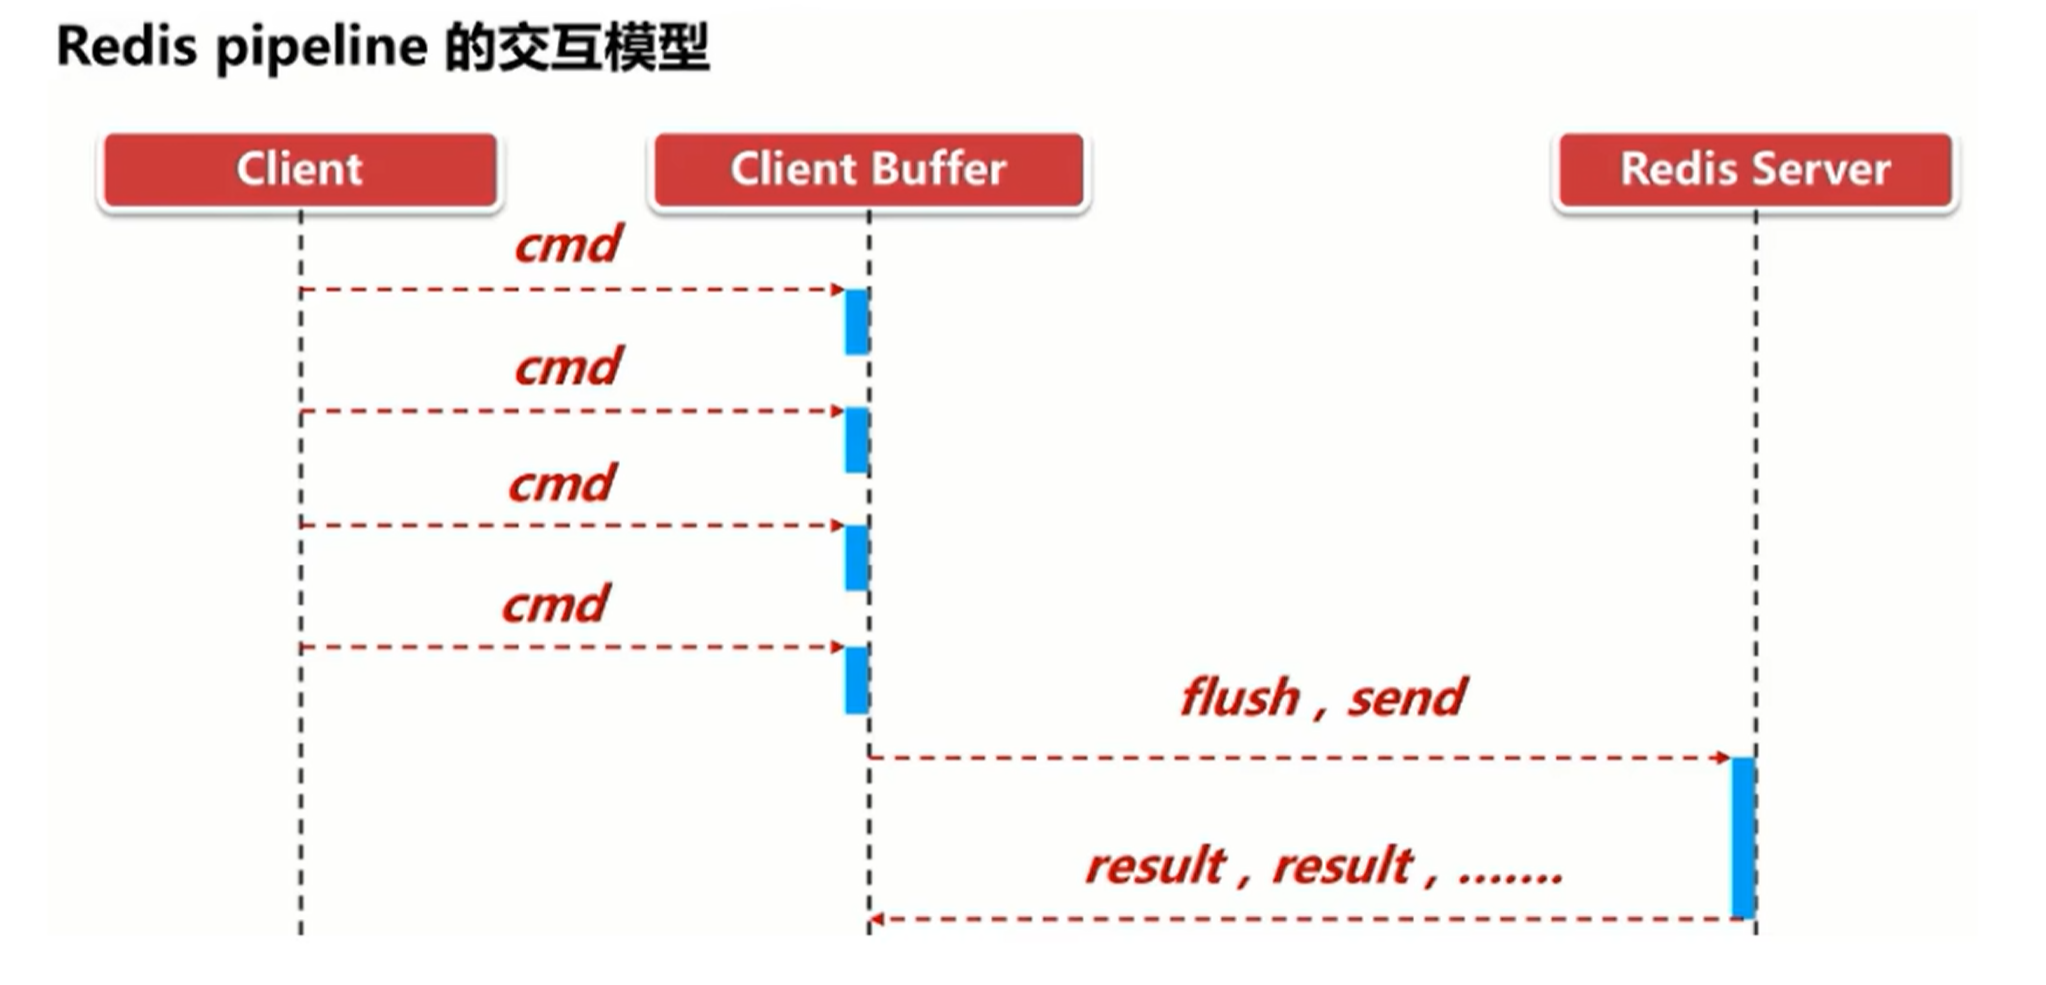 Redis pipeline 的交互模型
Client
Client Buffer
Redis Server
cmd
cmd
cmd
cmd
flush , send
result , result , .......